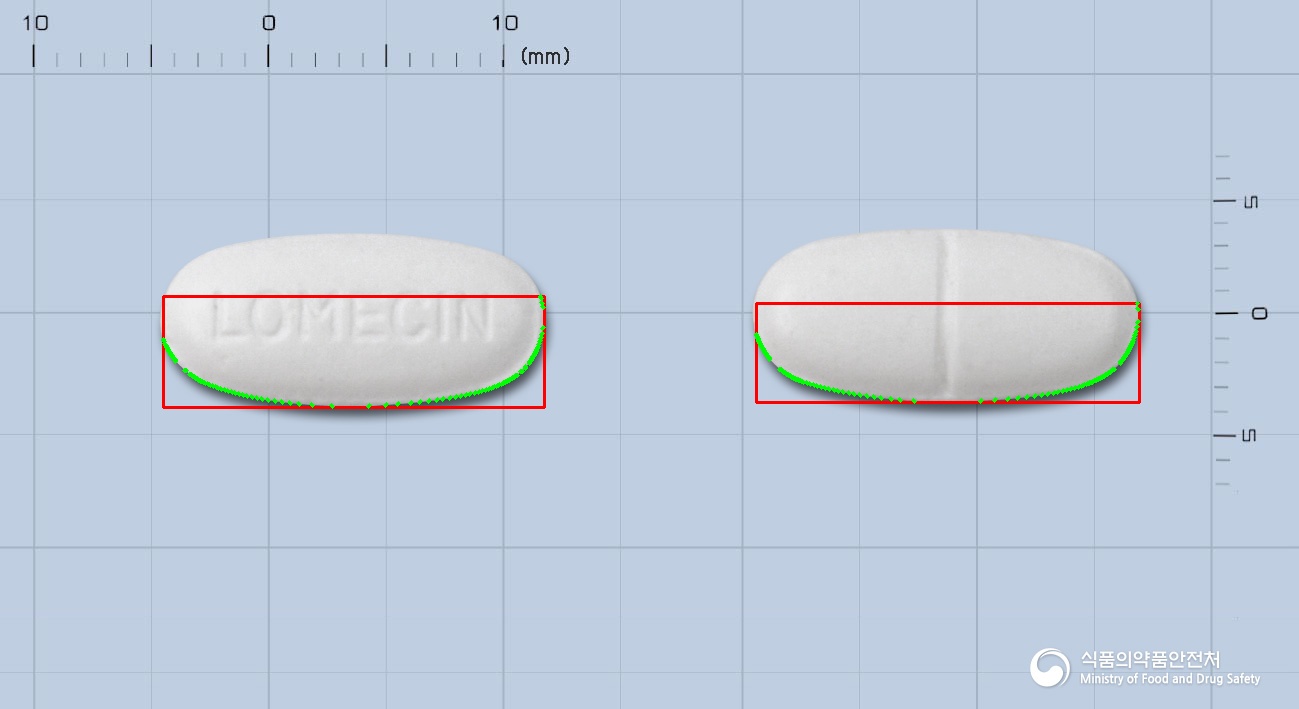 10 0 10
(mm)
LOMECIN
5
0
5
식품의약품안전처
Ministry of Food and Drug Safety